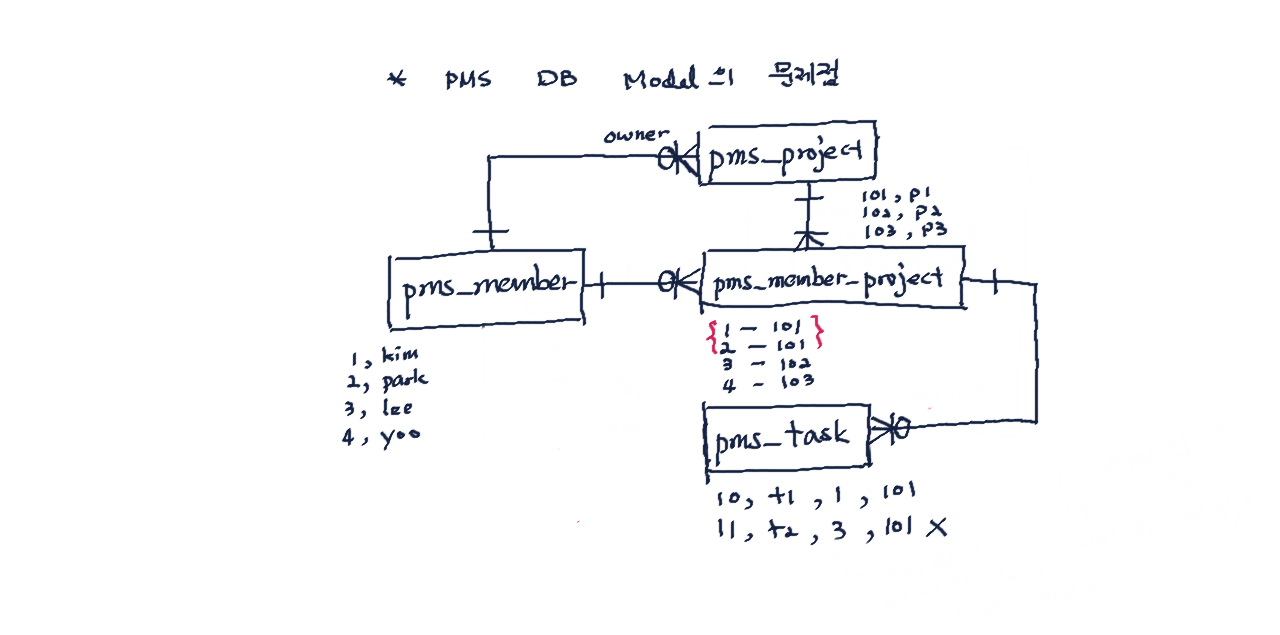 * PMS DB Model의 문제점
owner
pms_project
101, P1
102, P2
103, P3
pms_member
pms_member_project
1, kim
2, park
3, lee
4, yoo
{ 1 - 101 }
2 - 101
3 - 102
4 - 103
pms_task
10, t1, 1, 101
11, t2, 3, 101 X